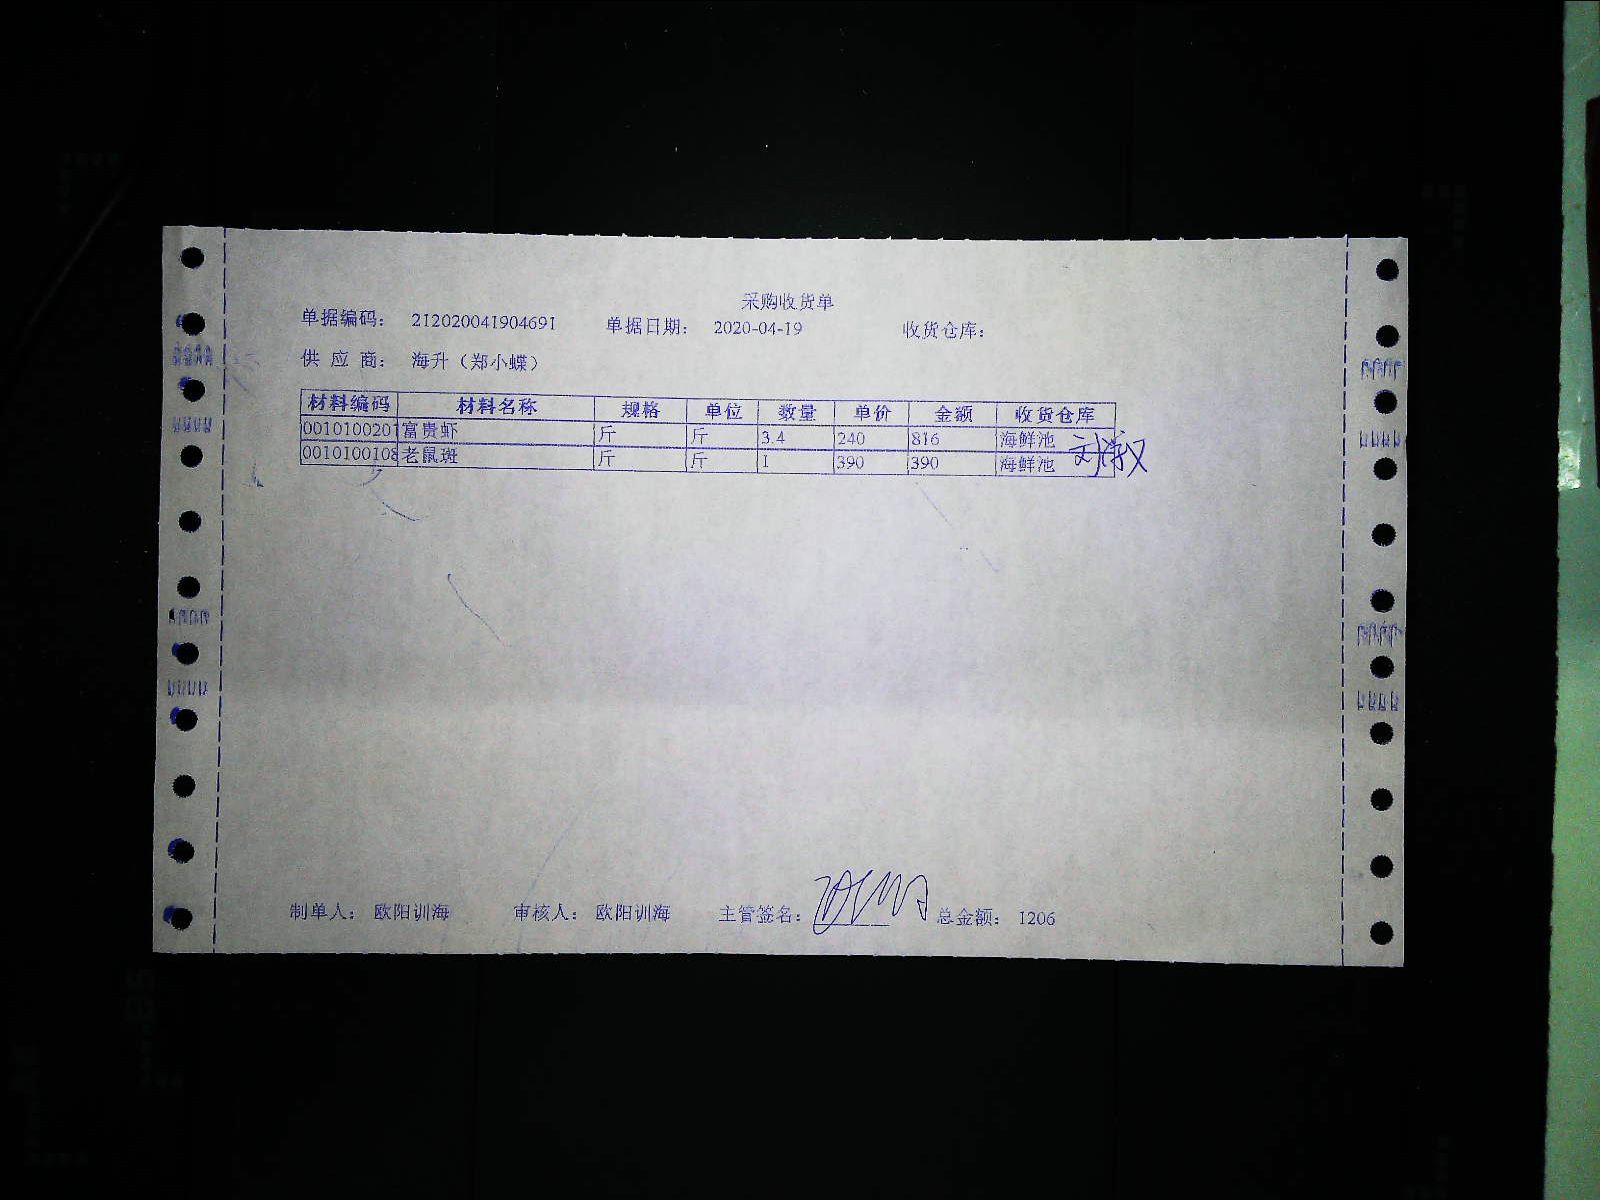 采购收货单
单据编码： 212020041904691 单据日期： 2020-04-19 收货仓库：
供 应 商： 海升（郑小蝶）
材料编码 材料名称 规格 单位 数量 单价 金额 收货仓库
0010100201 富贵虾 斤 斤 3.4 240 816 海鲜池
0010100108 老鼠斑 斤 斤 1 390 390 海鲜池
制单人： 欧阳训海 审核人： 欧阳训海 主管签名： 总金额： 1206